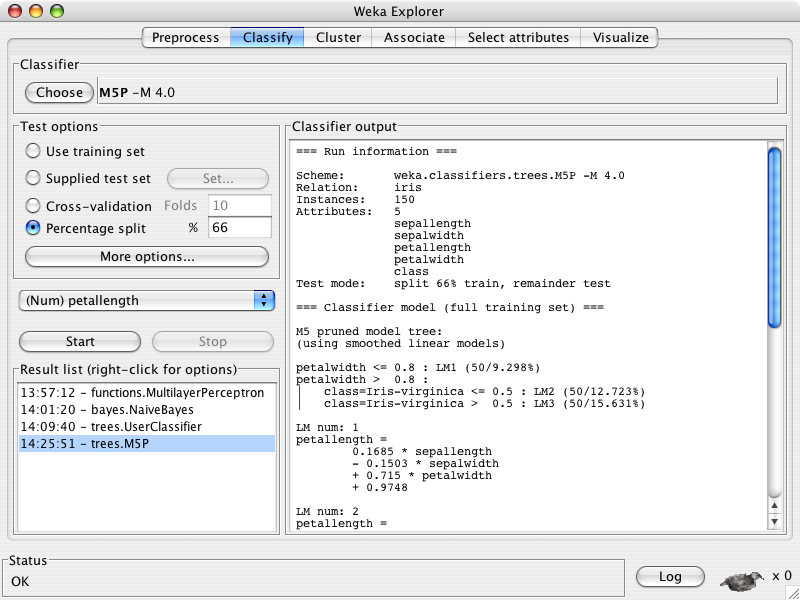 Weka Explorer
Preprocess Classify Cluster Associate Select attributes Visualize
Classifier
Choose M5P -M 4.0
Test options
Use training set
Supplied test set Set...
Cross-validation Folds 10
Percentage split % 66
More options...
(Num) petallength
Start Stop
Result list (right-click for options)
13:57:12 - functions.MultilayerPerceptron
14:01:20 - bayes.NaiveBayes
14:09:40 - trees.UserClassifier
14:25:51 - trees.M5P
Classifier output
=== Run information ===
Scheme: weka.classifiers.trees.M5P -M 4.0
Relation: iris
Instances: 150
Attributes: 5
sepallength
sepalwidth
petallength
petalwidth
class
Test mode: split 66% train, remainder test
=== Classifier model (full training set) ===
M5 pruned model tree:
(using smoothed linear models)
petalwidth <= 0.8 : LM1 (50/9.298%)
petalwidth > 0.8 :
| class=Iris-virginica <= 0.5 : LM2 (50/12.723%)
| class=Iris-virginica > 0.5 : LM3 (50/15.631%)
LM num: 1
petallength =
0.1685 * sepallength
- 0.1503 * sepalwidth
+ 0.715 * petalwidth
+ 0.9748
LM num: 2
petallength =
Status
OK
Log x 0